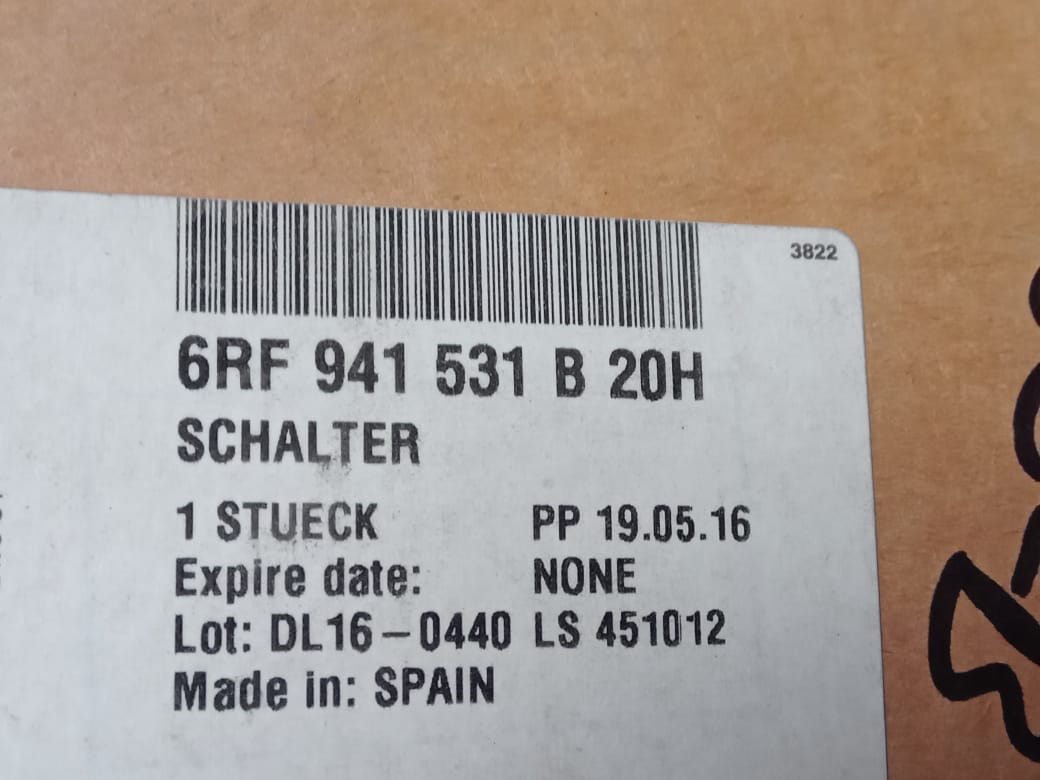 3822
6RF 941 531 B 20H
SCHALTER
1 STUECK PP 19.05.16
Expire date: NONE
Lot: DL16-0440 LS 451012
Made in: SPAIN